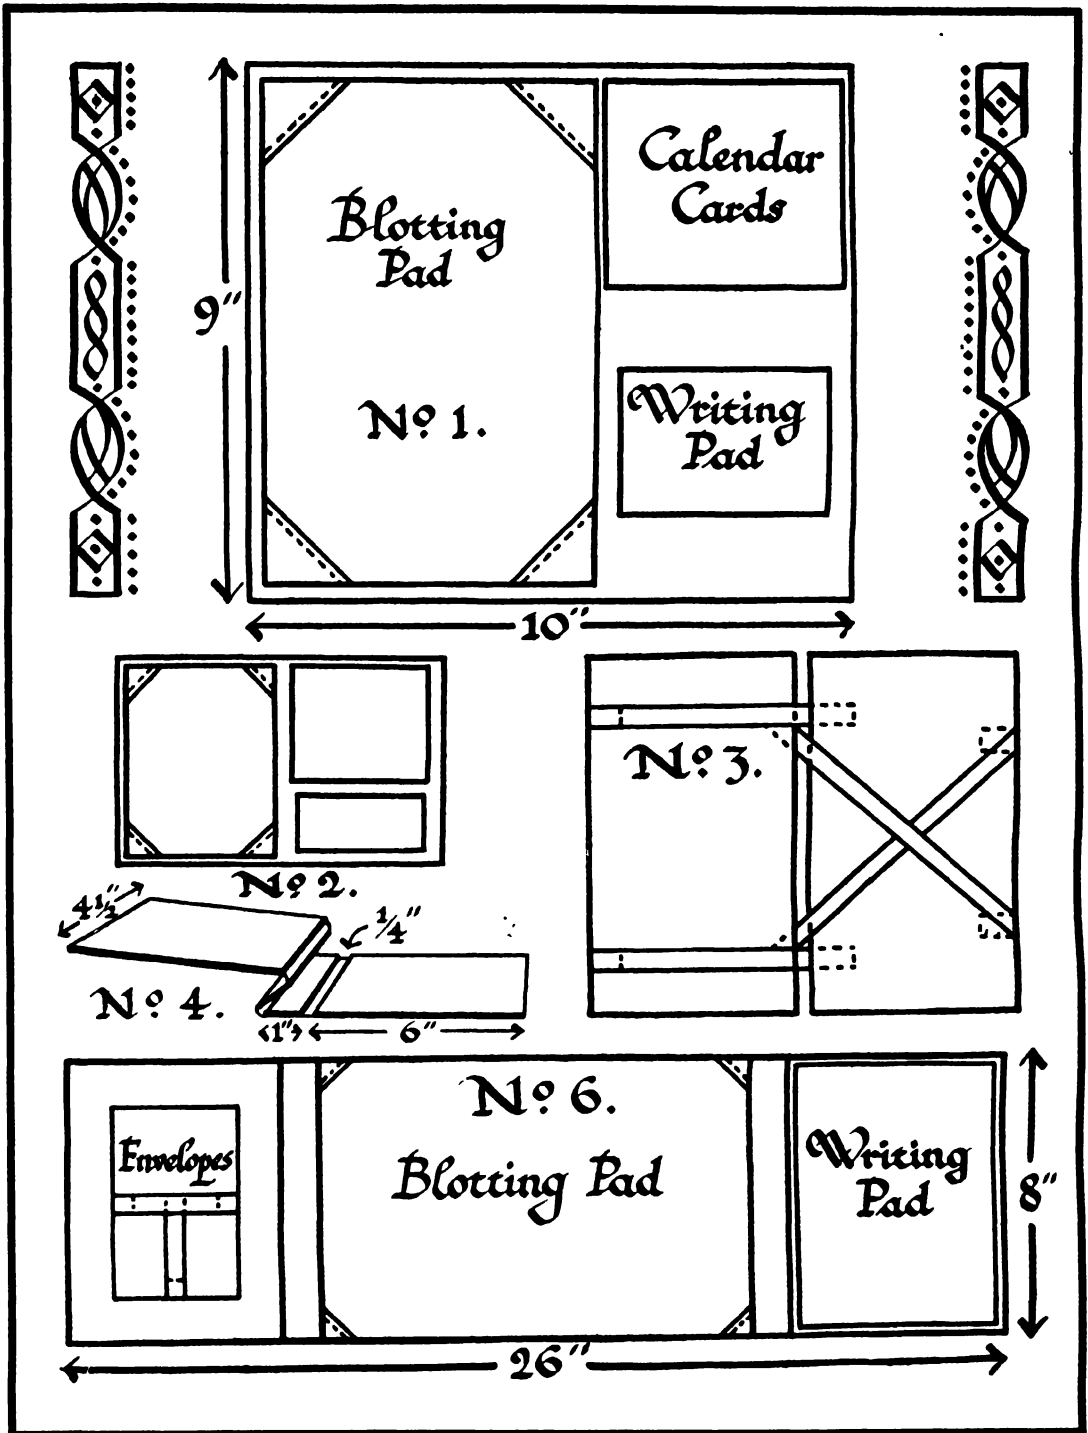 Blotting
Pad
Calendar
Cards
9"
Nº 1.
Writing
Pad
10"
Nº 3.
Nº 2.
4½"
¼"
Nº 4.
1"
6"
Nº 6.
Envelopes
Blotting Pad
Writing
Pad
8"
26"